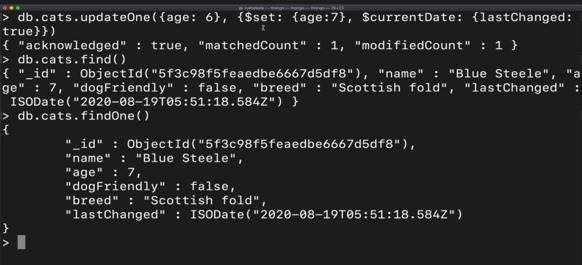 > db.cats.updateOne({age: 6}, {$set: {age:7}, $currentDate: {lastChanged:
true}})
{ "acknowledged" : true, "matchedCount" : 1, "modifiedCount" : 1 }
> db.cats.find()
{ "_id" : ObjectId("5f3c98f5feaedbe6667d5df8"), "name" : "Blue Steele", "a
ge" : 7, "dogFriendly" : false, "breed" : "Scottish fold", "lastChanged" :
ISODate("2020-08-19T05:51:18.584Z") }
> db.cats.findOne()
{
"_id" : ObjectId("5f3c98f5feaedbe6667d5df8"),
"name" : "Blue Steele",
"age" : 7,
"dogFriendly" : false,
"breed" : "Scottish fold",
"lastChanged" : ISODate("2020-08-19T05:51:18.584Z")
}
>